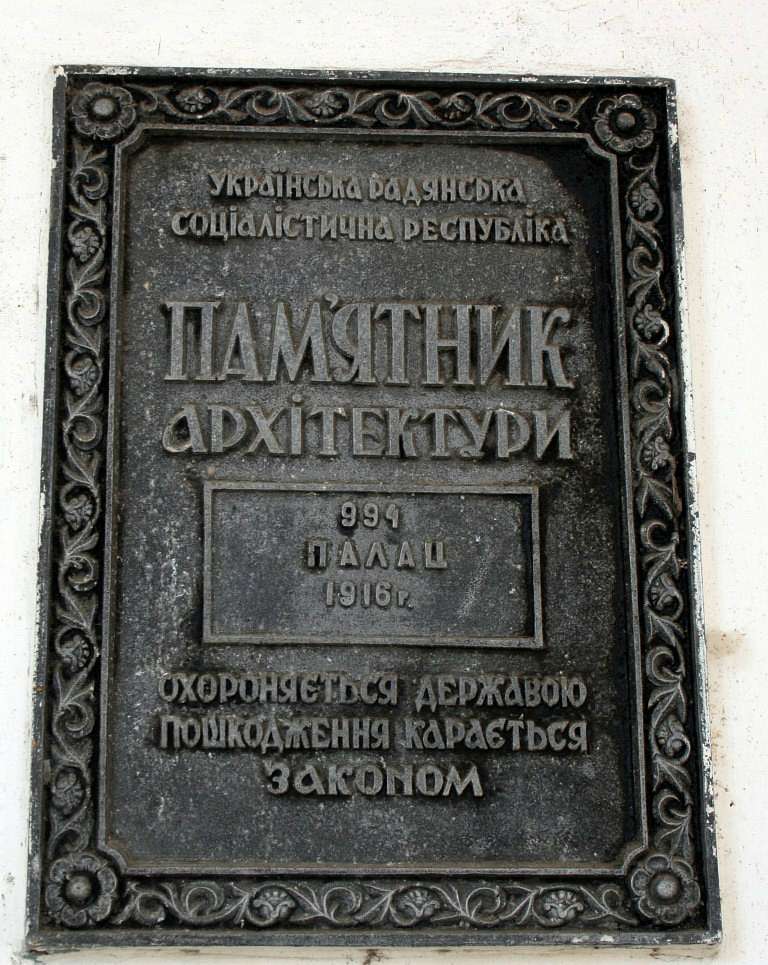 УКРАЇНСЬКА РАДЯНСЬКА
СОЦІАЛІСТИЧНА РЕСПУБЛІКА
ПАМ'ЯТНИК
АРХІТЕКТУРИ
994
ПАЛАЦ
1916 г.
ОХОРОНЯЄТЬСЯ ДЕРЖАВОЮ
ПОШКОДЖЕННЯ КАРАЄТЬСЯ
ЗАКОНОМ